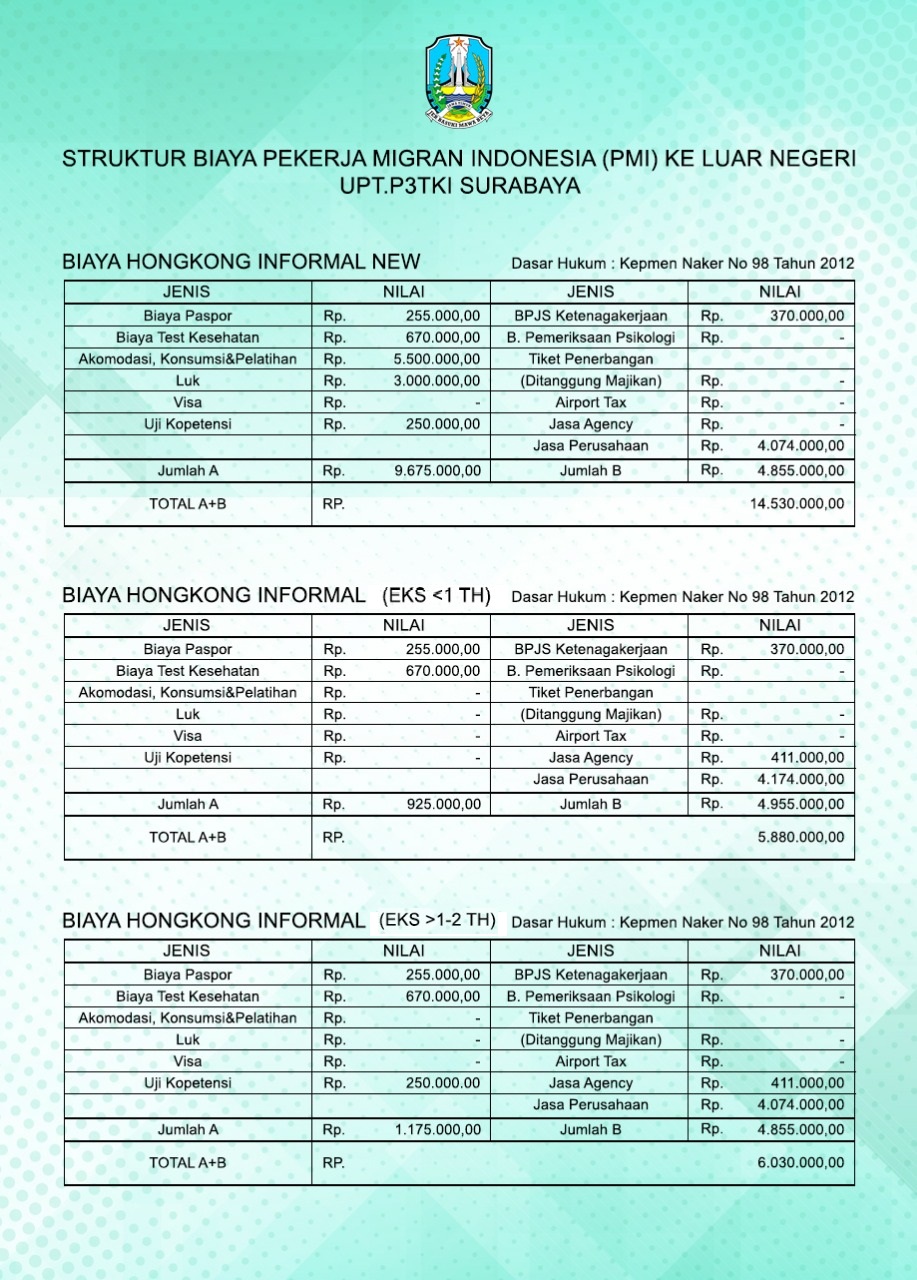 JER BASUKI MAWA BEYA
STRUKTUR BIAYA PEKERJA MIGRAN INDONESIA (PMI) KE LUAR NEGERI
UPT.P3TKI SURABAYA
BIAYA HONGKONG INFORMAL NEW Dasar Hukum : Kepmen Naker No 98 Tahun 2012
JENIS NILAI JENIS NILAI
Biaya Paspor Rp. 255.000,00 BPJS Ketenagakerjaan Rp. 370.000,00
Biaya Test Kesehatan Rp. 670.000,00 B. Pemeriksaan Psikologi Rp. -
Akomodasi, Konsumsi&Pelatihan Rp. 5.500.000,00 Tiket Penerbangan
Luk Rp. 3.000.000,00 (Ditanggung Majikan) Rp. -
Visa Rp. - Airport Tax Rp. -
Uji Kopetensi Rp. 250.000,00 Jasa Agency Rp. -
Jasa Perusahaan Rp. 4.074.000,00
Jumlah A Rp. 9.675.000,00 Jumlah B Rp. 4.855.000,00
TOTAL A+B RP. 14.530.000,00
BIAYA HONGKONG INFORMAL (EKS <1 TH) Dasar Hukum : Kepmen Naker No 98 Tahun 2012
JENIS NILAI JENIS NILAI
Biaya Paspor Rp. 255.000,00 BPJS Ketenagakerjaan Rp. 370.000,00
Biaya Test Kesehatan Rp. 670.000,00 B. Pemeriksaan Psikologi Rp. -
Akomodasi, Konsumsi&Pelatihan Rp. - Tiket Penerbangan
Luk Rp. - (Ditanggung Majikan) Rp. -
Visa Rp. - Airport Tax Rp. -
Uji Kopetensi Rp. - Jasa Agency Rp. 411.000,00
Jasa Perusahaan Rp. 4.174.000,00
Jumlah A Rp. 925.000,00 Jumlah B Rp. 4.955.000,00
TOTAL A+B RP. 5.880.000,00
BIAYA HONGKONG INFORMAL (EKS >1-2 TH) Dasar Hukum : Kepmen Naker No 98 Tahun 2012
JENIS NILAI JENIS NILAI
Biaya Paspor Rp. 255.000,00 BPJS Ketenagakerjaan Rp. 370.000,00
Biaya Test Kesehatan Rp. 670.000,00 B. Pemeriksaan Psikologi Rp. -
Akomodasi, Konsumsi&Pelatihan Rp. - Tiket Penerbangan
Luk Rp. - (Ditanggung Majikan) Rp. -
Visa Rp. - Airport Tax Rp. -
Uji Kopetensi Rp. 250.000.00 Jasa Agency Rp. 411.000,00
Jasa Perusahaan Rp. 4.074.000,00
Jumlah A Rp. 1.175.000,00 Jumlah B Rp. 4.855.000,00
TOTAL A+B RP. 6.030.000,00